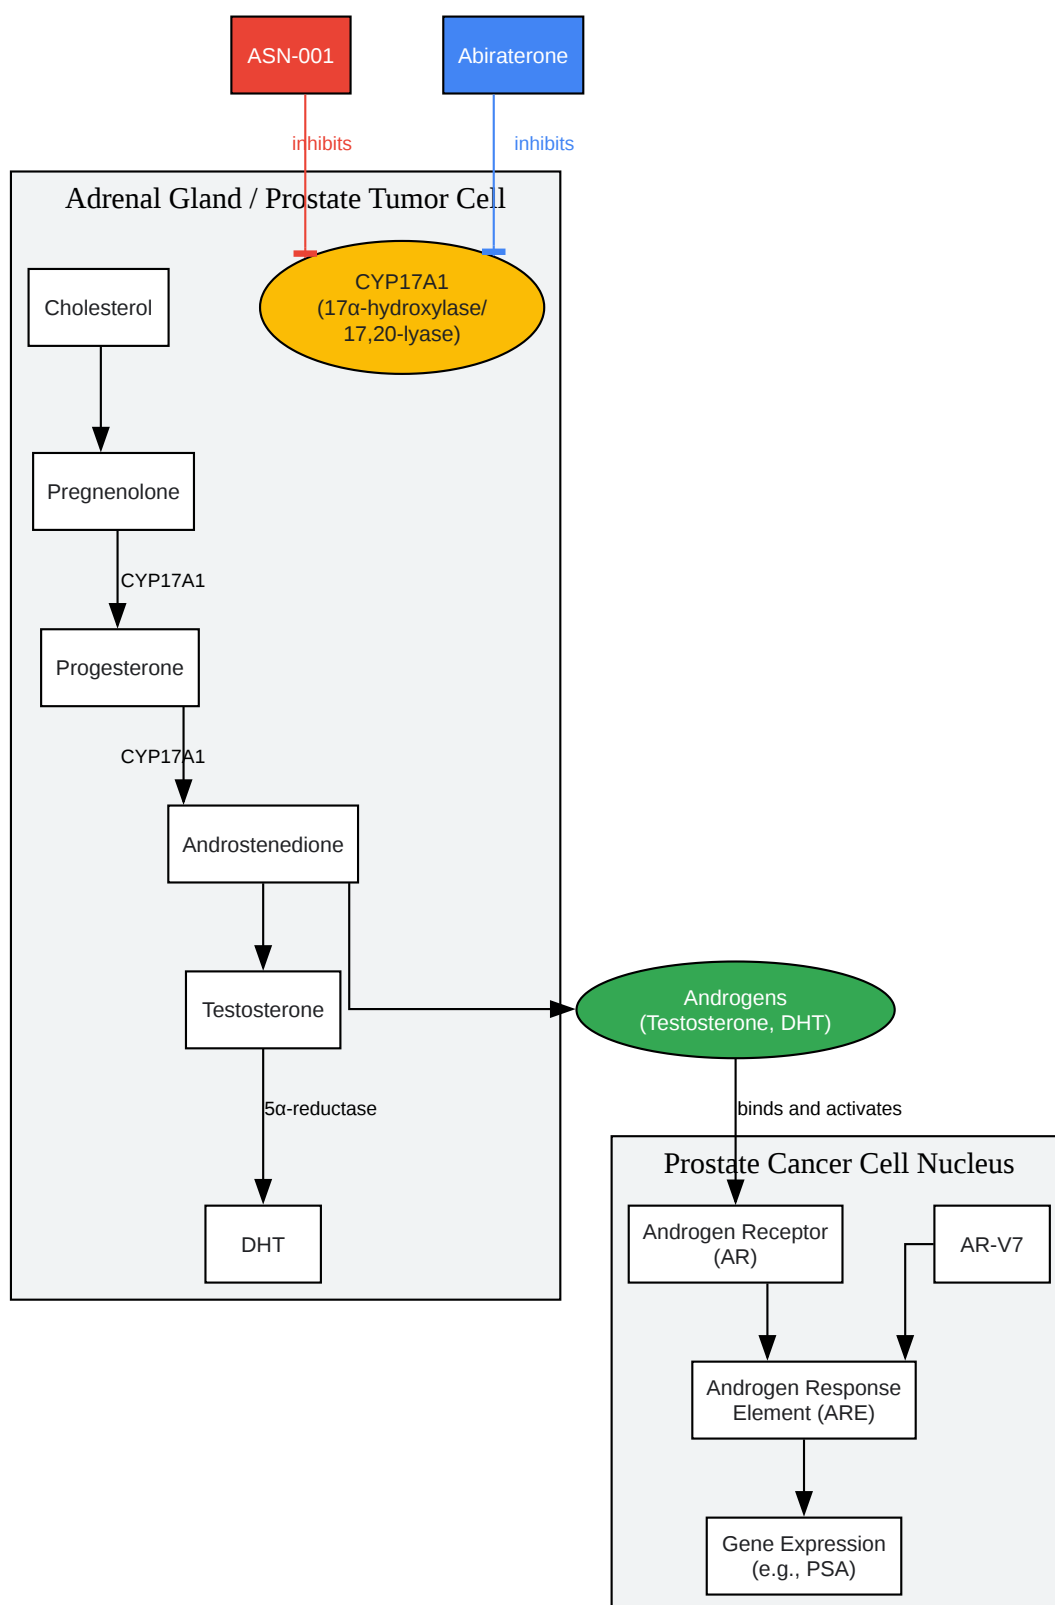 ASN-001
Abiraterone
inhibits
inhibits
Adrenal Gland / Prostate Tumor Cell
Cholesterol
CYP17A1
(17α-hydroxylase/
17,20-lyase)
Pregnenolone
CYP17A1
Progesterone
CYP17A1
Androstenedione
Testosterone
Androgens
(Testosterone, DHT)
5α-reductase
binds and activates
Prostate Cancer Cell Nucleus
DHT
Androgen Receptor
(AR)
AR-V7
Androgen Response
Element (ARE)
Gene Expression
(e.g., PSA)